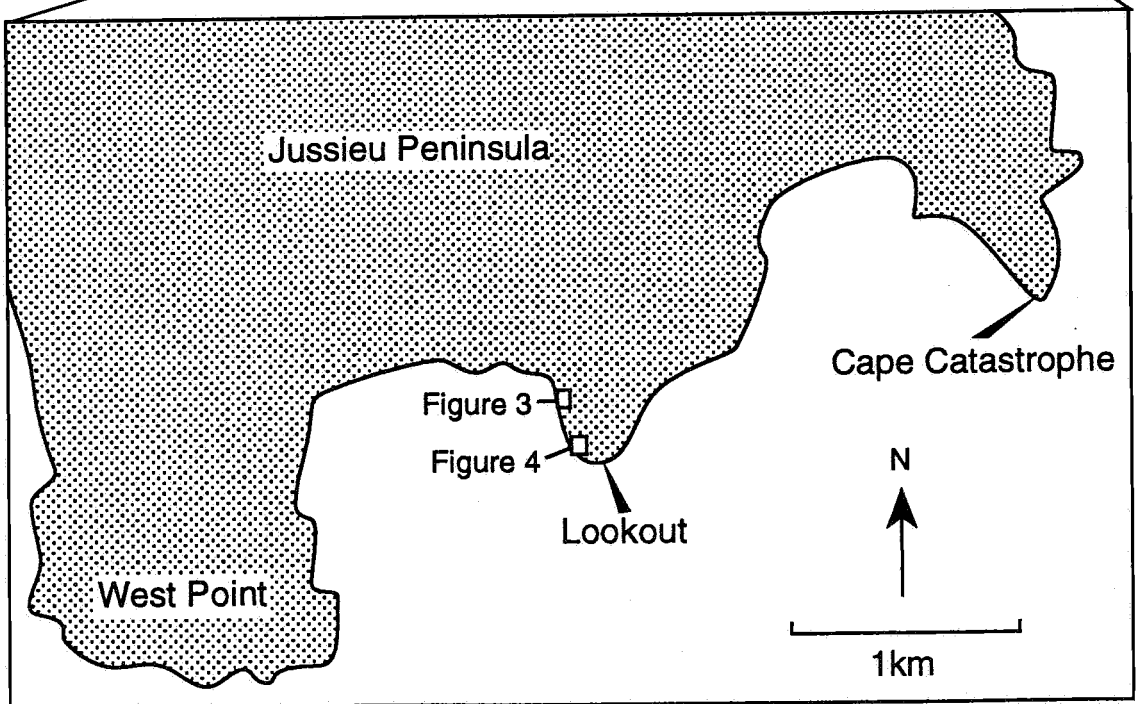 Jussieu Peninsula
Cape Catastrophe
Figure 3
Figure 4
N
Lookout
West Point
1km